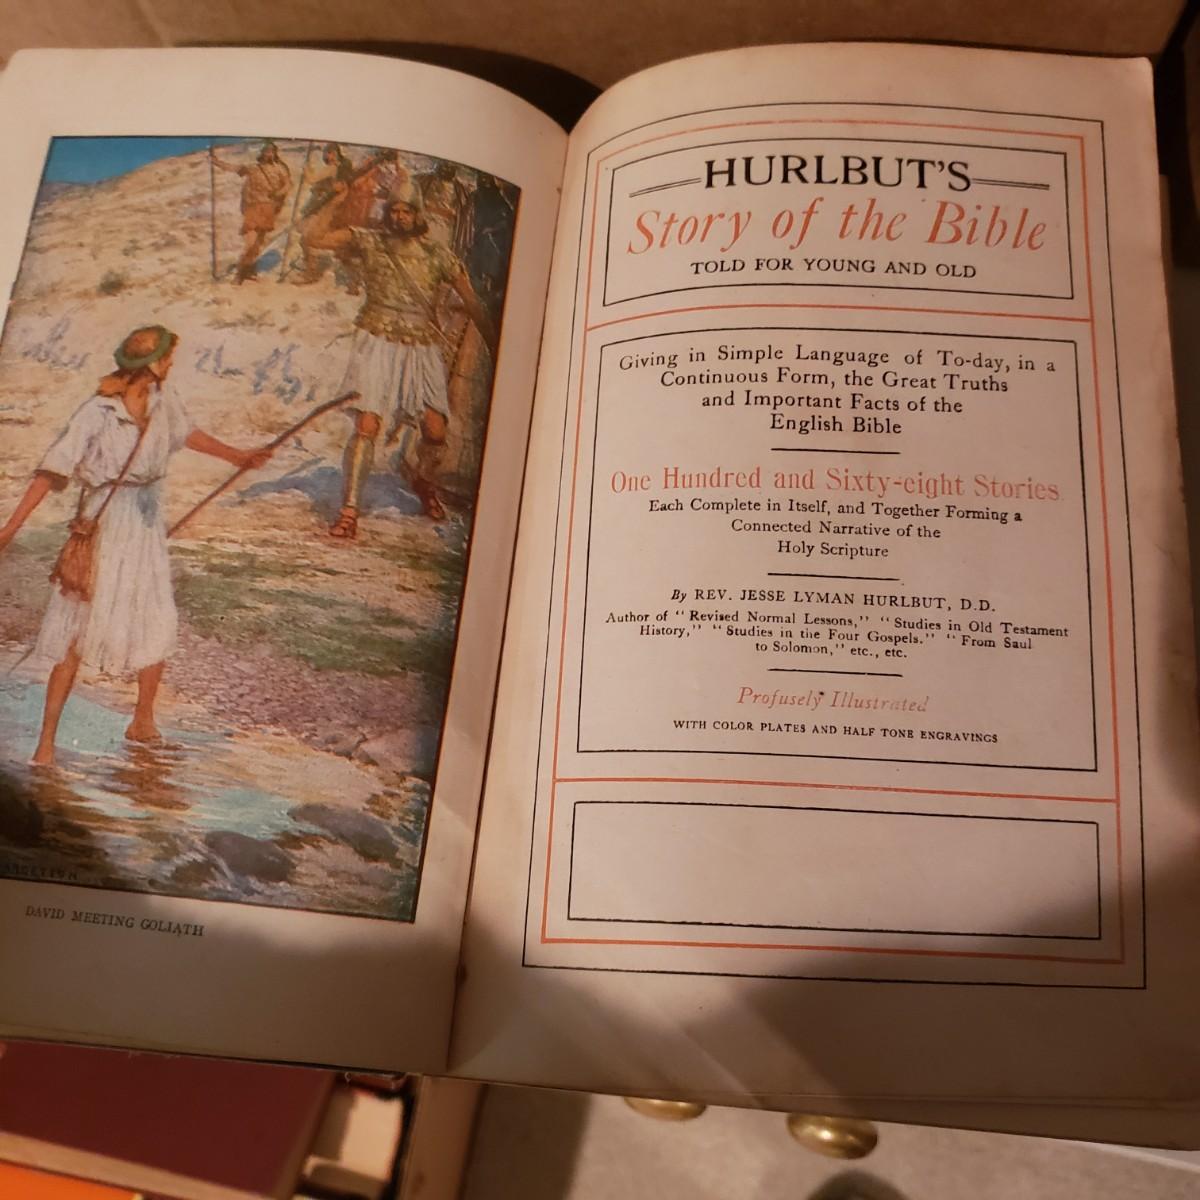 DAVID MEETING GOLIATH
HURLBUT'S
Story of the Bible
TOLD FOR YOUNG AND OLD
Giving in Simple Language of To-day, in a
Continuous Form, the Great Truths
and Important Facts of the
English Bible
One Hundred and Sixty-eight Stories
Each Complete in Itself, and Together Forming a
Connected Narrative of the
Holy Scripture
By REV. JESSE LYMAN HURLBUT, D.D.
Author of "Revised Normal Lessons," "Studies in Old Testament
History," "Studies in the Four Gospels." "From Saul
to Solomon," etc., etc.
Profusely Illustrated
WITH COLOR PLATES AND HALF TONE ENGRAVINGS